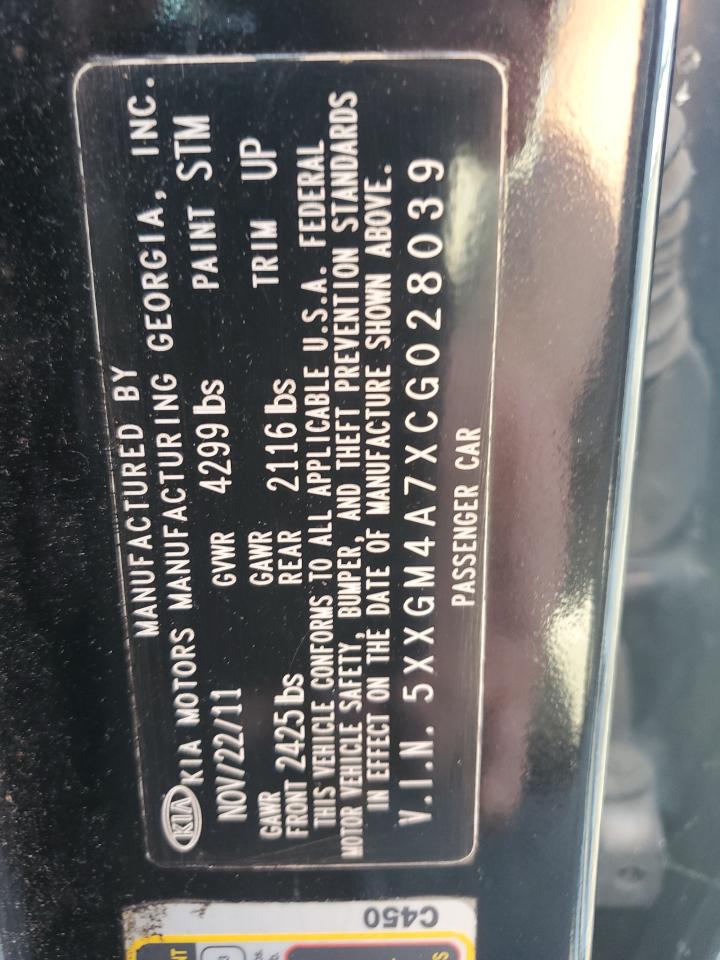 MANUFACTURED BY
KIA KIA MOTORS MANUFACTURING GEORGIA, INC.
NOV/22/11 GVWR 4299 lbs PAINT STM
GAWR FRONT 2425 lbs GAWR REAR 2116 lbs TRIM UP
THIS VEHICLE CONFORMS TO ALL APPLICABLE U.S.A. FEDERAL
MOTOR VEHICLE SAFETY, BUMPER, AND THEFT PREVENTION STANDARDS
IN EFFECT ON THE DATE OF MANUFACTURE SHOWN ABOVE.
V.I.N. 5XXGM4A7XCG028039
PASSENGER CAR
C450